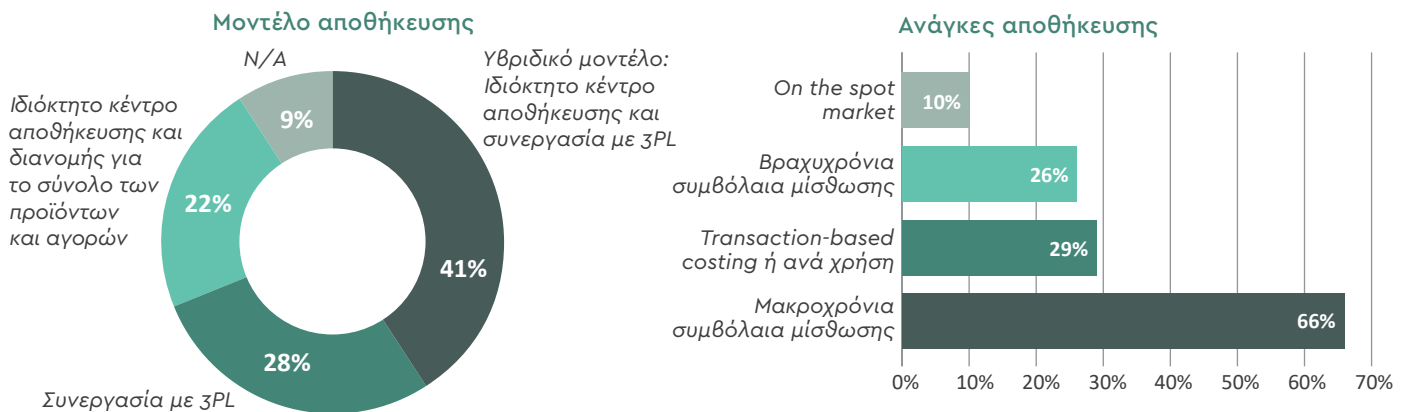 Μοντέλο αποθήκευσης
N/A
9%
Υβριδικό μοντέλο:
Ιδιόκτητο κέντρο
αποθήκευσης και
συνεργασία με 3PL
41%
Ιδιόκτητο κέντρο
αποθήκευσης και
διανομής για
το σύνολο των
προϊόντων
και αγορών
22%
28%
Συνεργασία με 3PL
Ανάγκες αποθήκευσης
On the spot
market
10%
Βραχυχρόνια
συμβόλαια μίσθωσης
26%
Transaction-based
costing ή ανά χρήση
29%
Μακροχρόνια
συμβόλαια μίσθωσης
66%
0% 10% 20% 30% 40% 50% 60% 70%